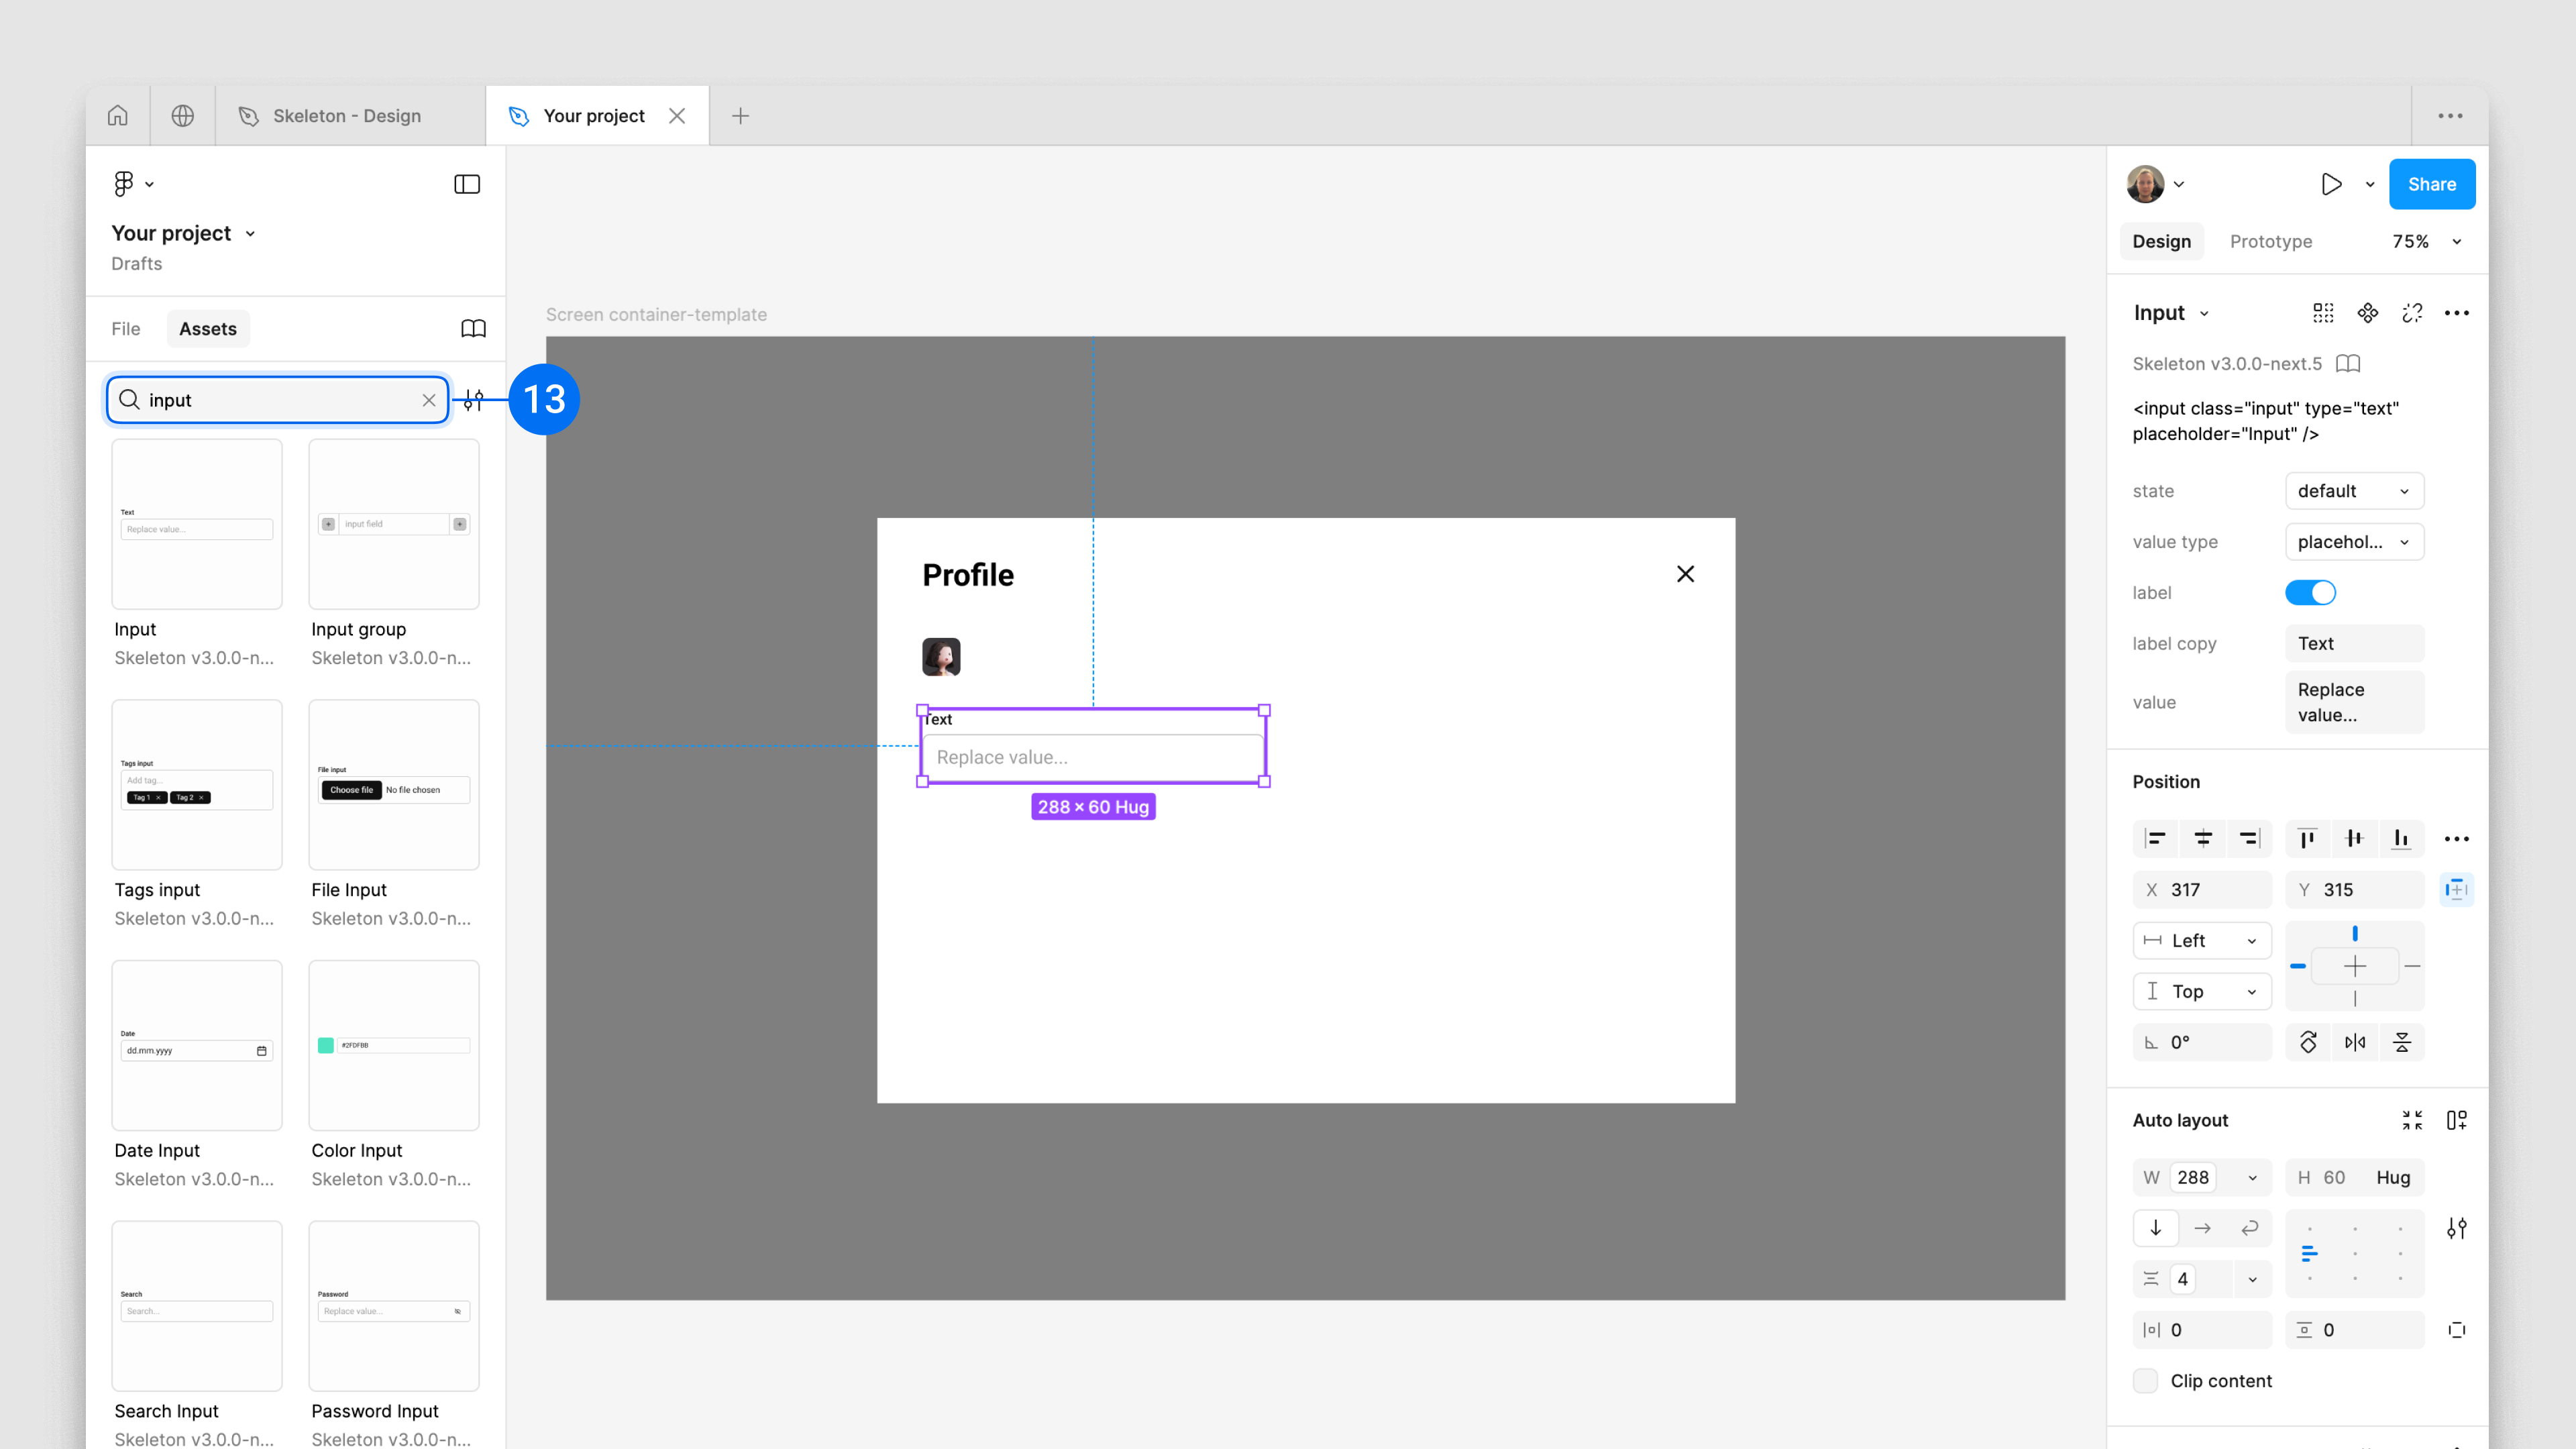 Skeleton - Design
Your project
Your project
Drafts
File
Assets
input
13
Text
Replace value...
input field
Input
Skeleton v3.0.0-n...
Input group
Skeleton v3.0.0-n...
Tags input
Add tag...
Tag 1 ×
Tag 2 ×
File input
Choose file
No file chosen
Tags input
Skeleton v3.0.0-n...
File Input
Skeleton v3.0.0-n...
Date
dd.mm.yyyy
#2FDFBB
Date Input
Skeleton v3.0.0-n...
Color Input
Skeleton v3.0.0-n...
Search
Search...
Password
Replace value...
Search Input
Skeleton v3.0.0-n...
Password Input
Skeleton v3.0.0-n...
Screen container-template
Profile
Text
Replace value...
288 × 60 Hug
Share
Design
Prototype
75%
Input
Skeleton v3.0.0-next.5
<input class="input" type="text"
placeholder="Input" />
state
default
value type
placehol...
label
label copy
Text
value
Replace
value...
Position
X 317
Y 315
Left
Top
0°
Auto layout
W 288
H 60 Hug
4
0
0
Clip content